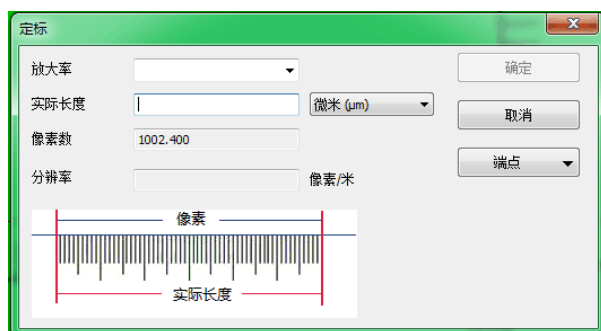 定标
放大率
确定
实际长度
微米 (μm)
取消
像素数
1002.400
端点
分辨率
像素/米
像素
实际长度